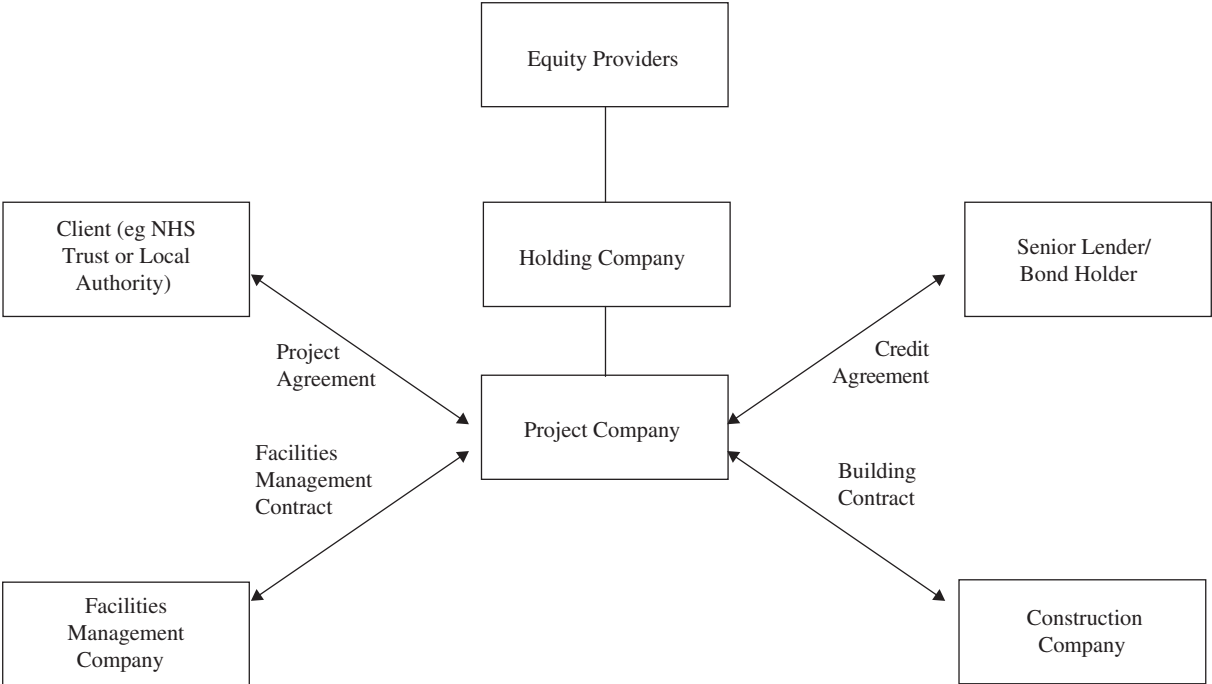 Equity Providers
Client (eg NHS
Trust or Local
Authority)
Holding Company
Senior Lender/
Bond Holder
Project
Agreement
Credit
Agreement
Project Company
Facilities
Management
Contract
Building
Contract
Facilities
Management
Company
Construction
Company